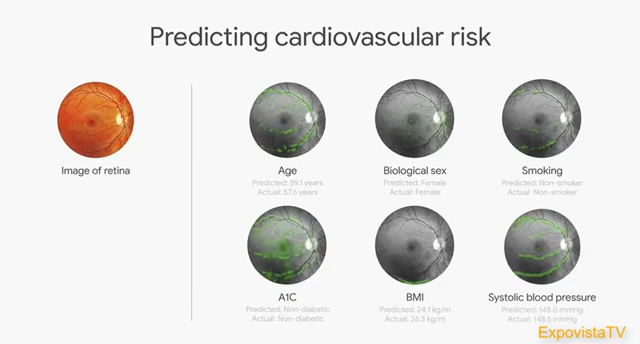 Predicting cardiovascular risk
Image of retina
Age
Predicted: 59.1 years
Actual: 57.6 years
Biological sex
Predicted: Female
Actual: Female
Smoking
Predicted: Non-smoker
Actual: Non-smoker
A1C
Predicted: Non-diabetic
Actual: Non-diabetic
BMI
Predicted: 24.1 kg/m
Actual: 26.3 kg/m
Systolic blood pressure
Predicted: 148.0 mmHg
Actual: 148.5 mmHg
ExpovistaTV